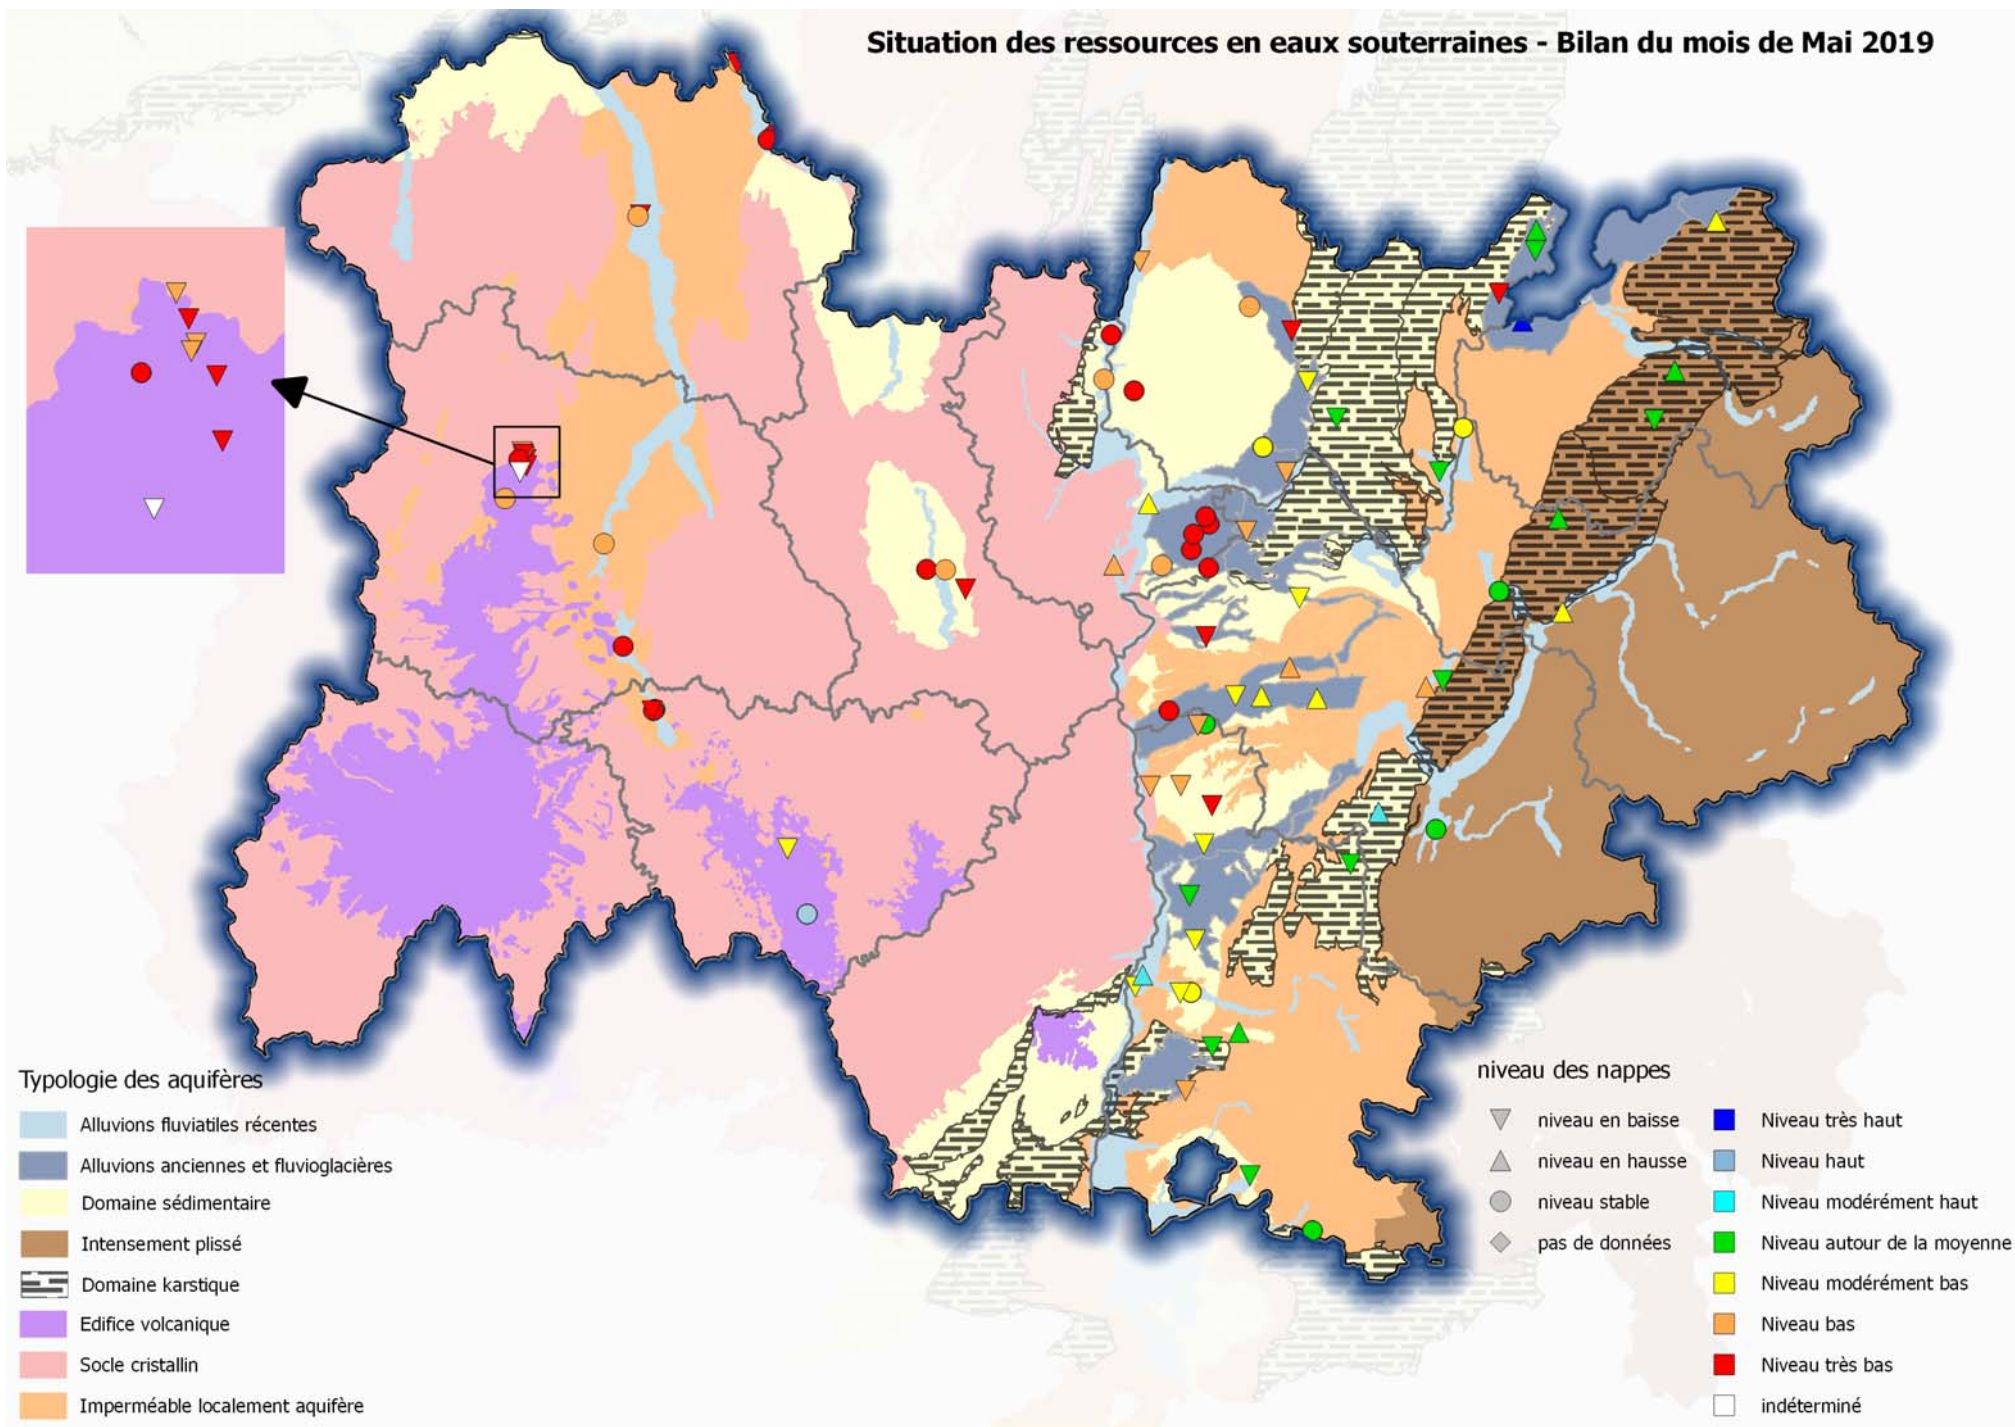 Situation des ressources en eaux souterraines - Bilan du mois de Mai 2019
Typologie des aquifères
Alluvions fluviatiles récentes
Alluvions anciennes et fluvioglacières
Domaine sédimentaire
Intensement plissé
Domaine karstique
Edifice volcanique
Socle cristallin
Imperméable localement aquifère
niveau des nappes
niveau en baisse
niveau en hausse
niveau stable
pas de données
Niveau très haut
Niveau haut
Niveau modérément haut
Niveau autour de la moyenne
Niveau modérément bas
Niveau bas
Niveau très bas
indéterminé